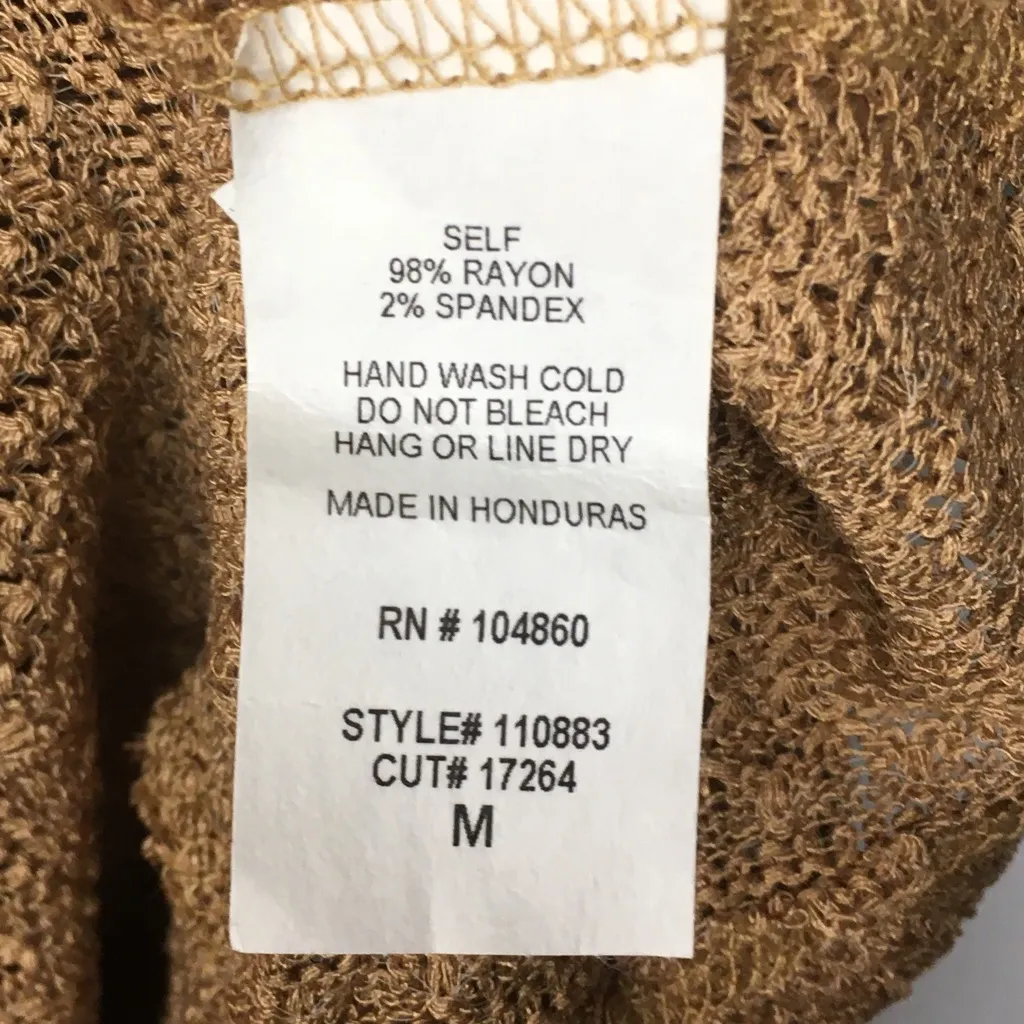 SELF
98% RAYON
2% SPANDEX
HAND WASH COLD
DO NOT BLEACH
HANG OR LINE DRY
MADE IN HONDURAS
RN # 104860
STYLE# 110883
CUT# 17264
M